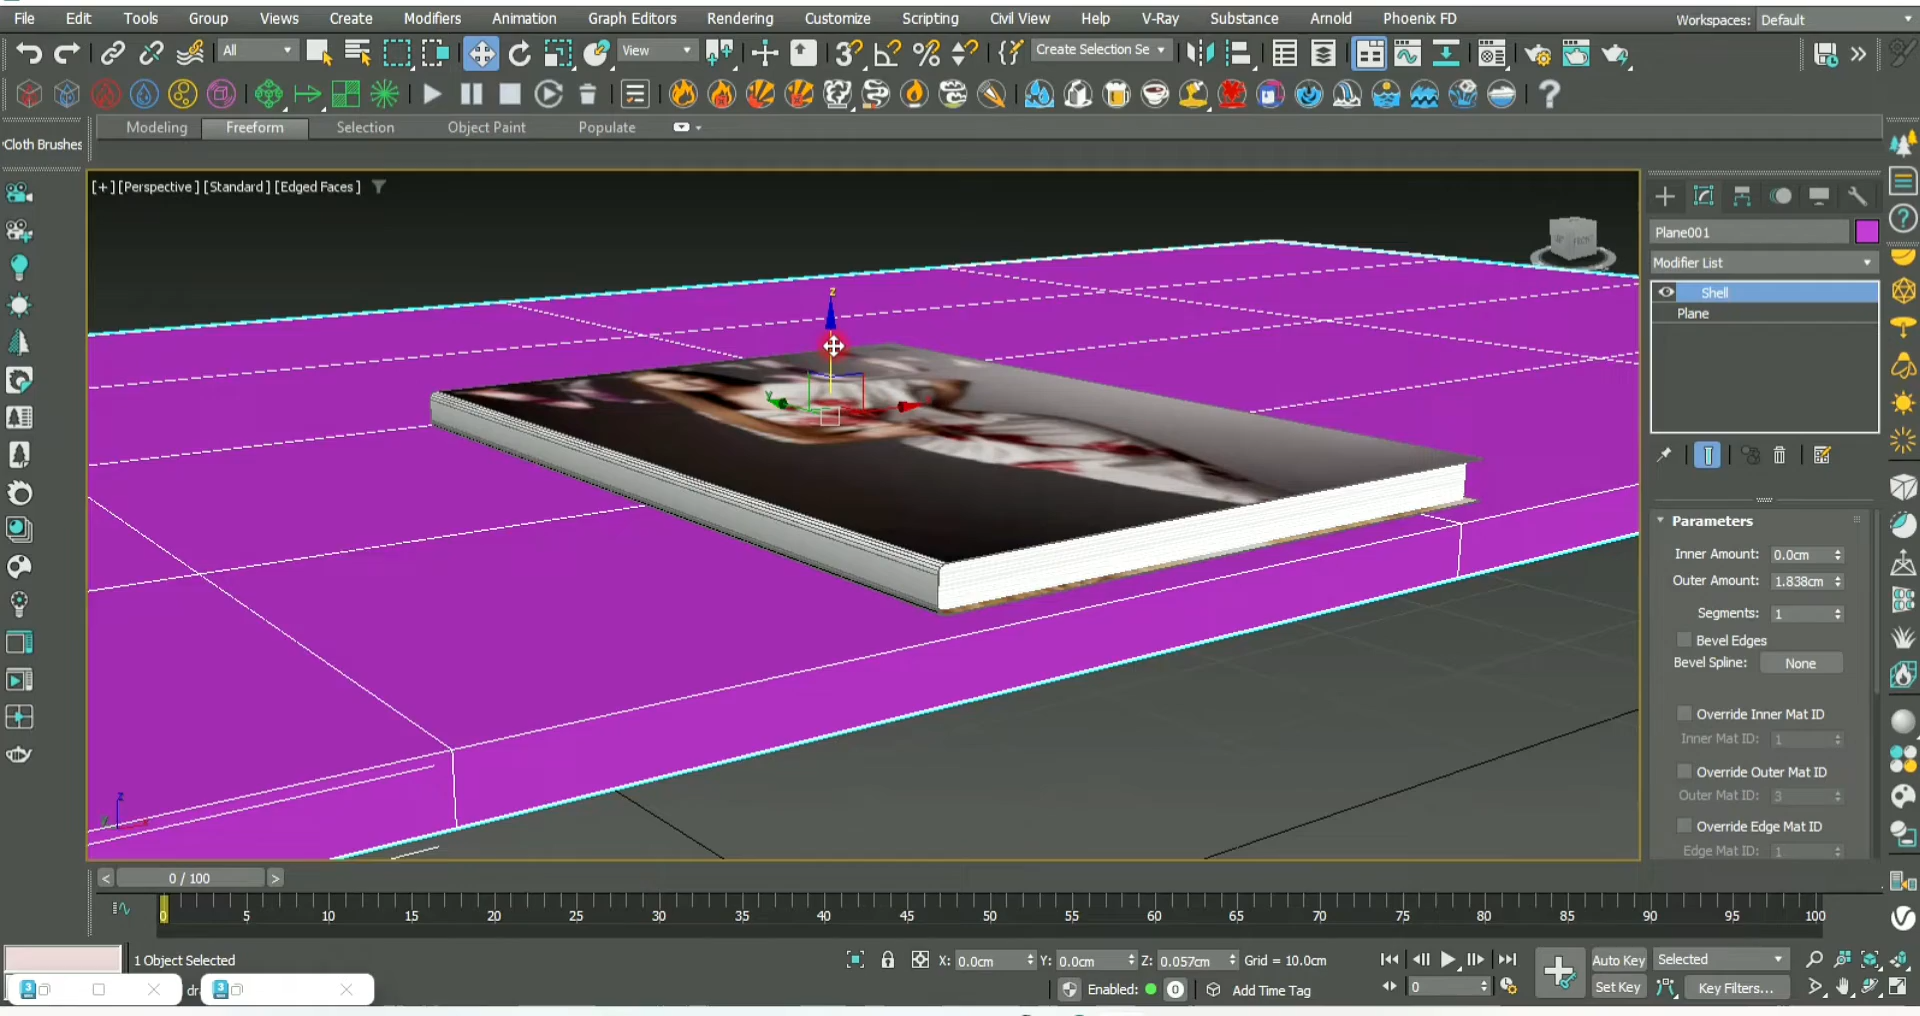 File Edit Tools Group Views Create Modifiers Animation Graph Editors Rendering Customize Scripting Civil View Help V-Ray Substance Arnold Phoenix FD Workspaces: Default
All View Create Selection Se
Modeling Freeform Selection Object Paint Populate
Cloth Brushes
[+] [Perspective ] [Standard ] [Edged Faces ]
Plane001
Modifier List
Shell
Plane
Parameters
Inner Amount: 0.0cm
Outer Amount: 1.838cm
Segments: 1
Bevel Edges
Bevel Spline: None
Override Inner Mat ID
Inner Mat ID: 1
Override Outer Mat ID
Outer Mat ID: 3
Override Edge Mat ID
Edge Mat ID: 1
z
y
z
< 0 / 100 >
0 5 10 15 20 25 30 35 40 45 50 55 60 65 70 75 80 85 90 95 100
1 Object Selected X: 0.0cm Y: 0.0cm Z: 0.057cm Grid = 10.0cm Auto Key Selected
Enabled: 0 Add Time Tag 0 Set Key Key Filters...